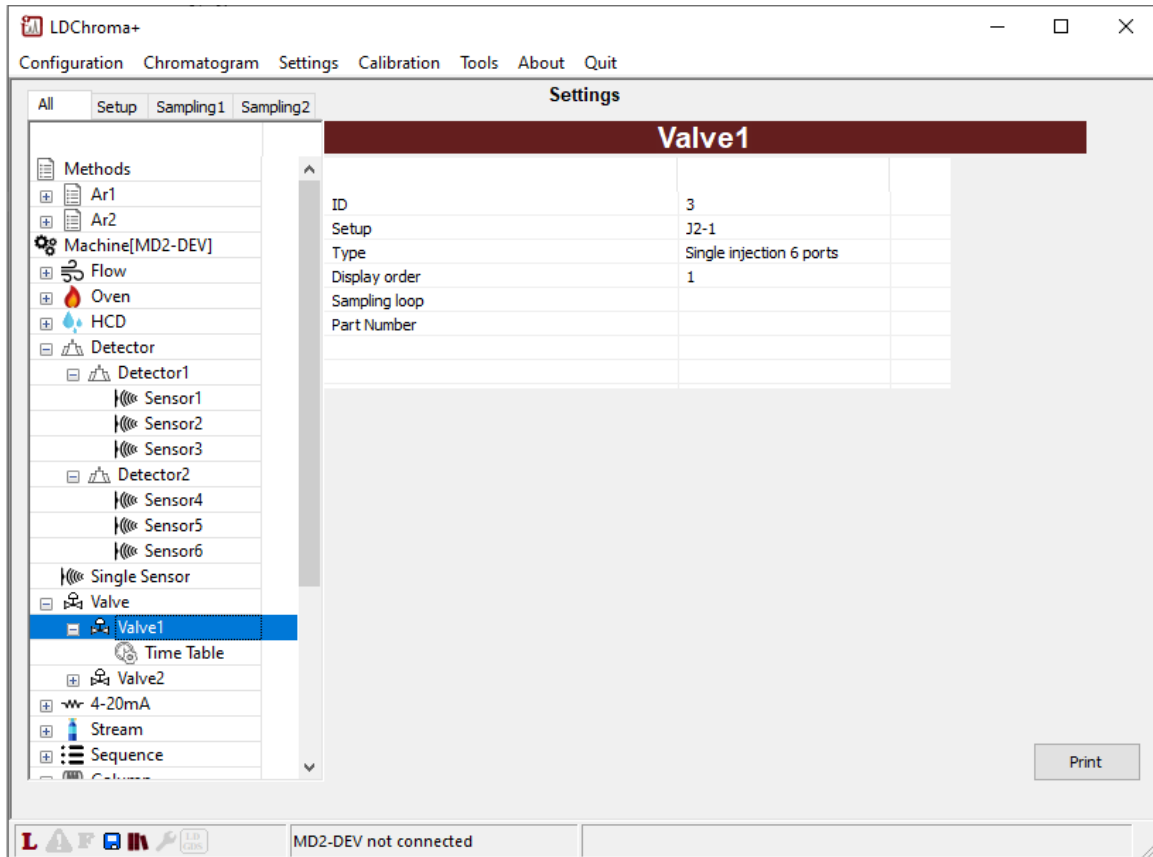 LDChroma+
Configuration Chromatogram Settings Calibration Tools About Quit
All Setup Sampling1 Sampling2
Settings
Valve1
Methods
Ar1
Ar2
Machine[MD2-DEV]
Flow
Oven
HCD
Detector
Detector1
Sensor1
Sensor2
Sensor3
Detector2
Sensor4
Sensor5
Sensor6
Single Sensor
Valve
Valve1
Time Table
Valve2
4-20mA
Stream
Sequence
Column
ID 3
Setup J2-1
Type Single injection 6 ports
Display order 1
Sampling loop
Part Number
Print
L F LD GDS
MD2-DEV not connected